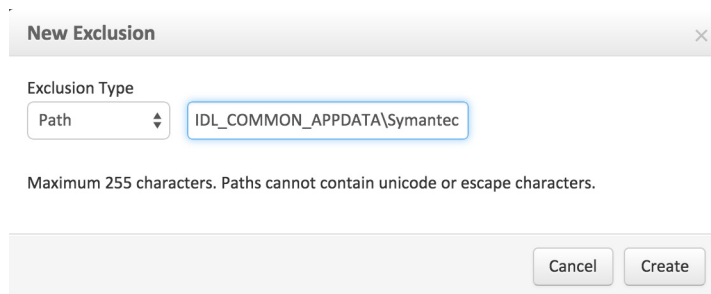 New Exclusion
Exclusion Type
Path
IDL_COMMON_APPDATA\Symantec
Maximum 255 characters. Paths cannot contain unicode or escape characters.
Cancel
Create